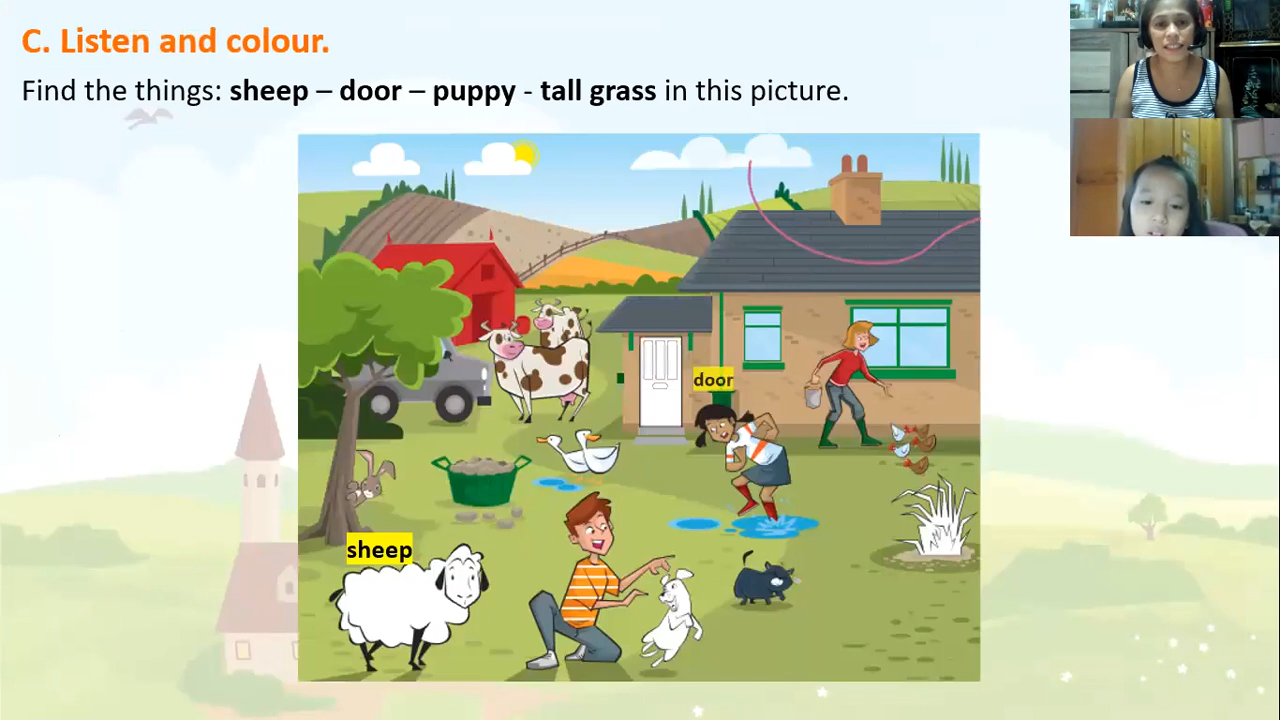 C. Listen and colour.
Find the things: sheep – door – puppy - tall grass in this picture.
door
sheep